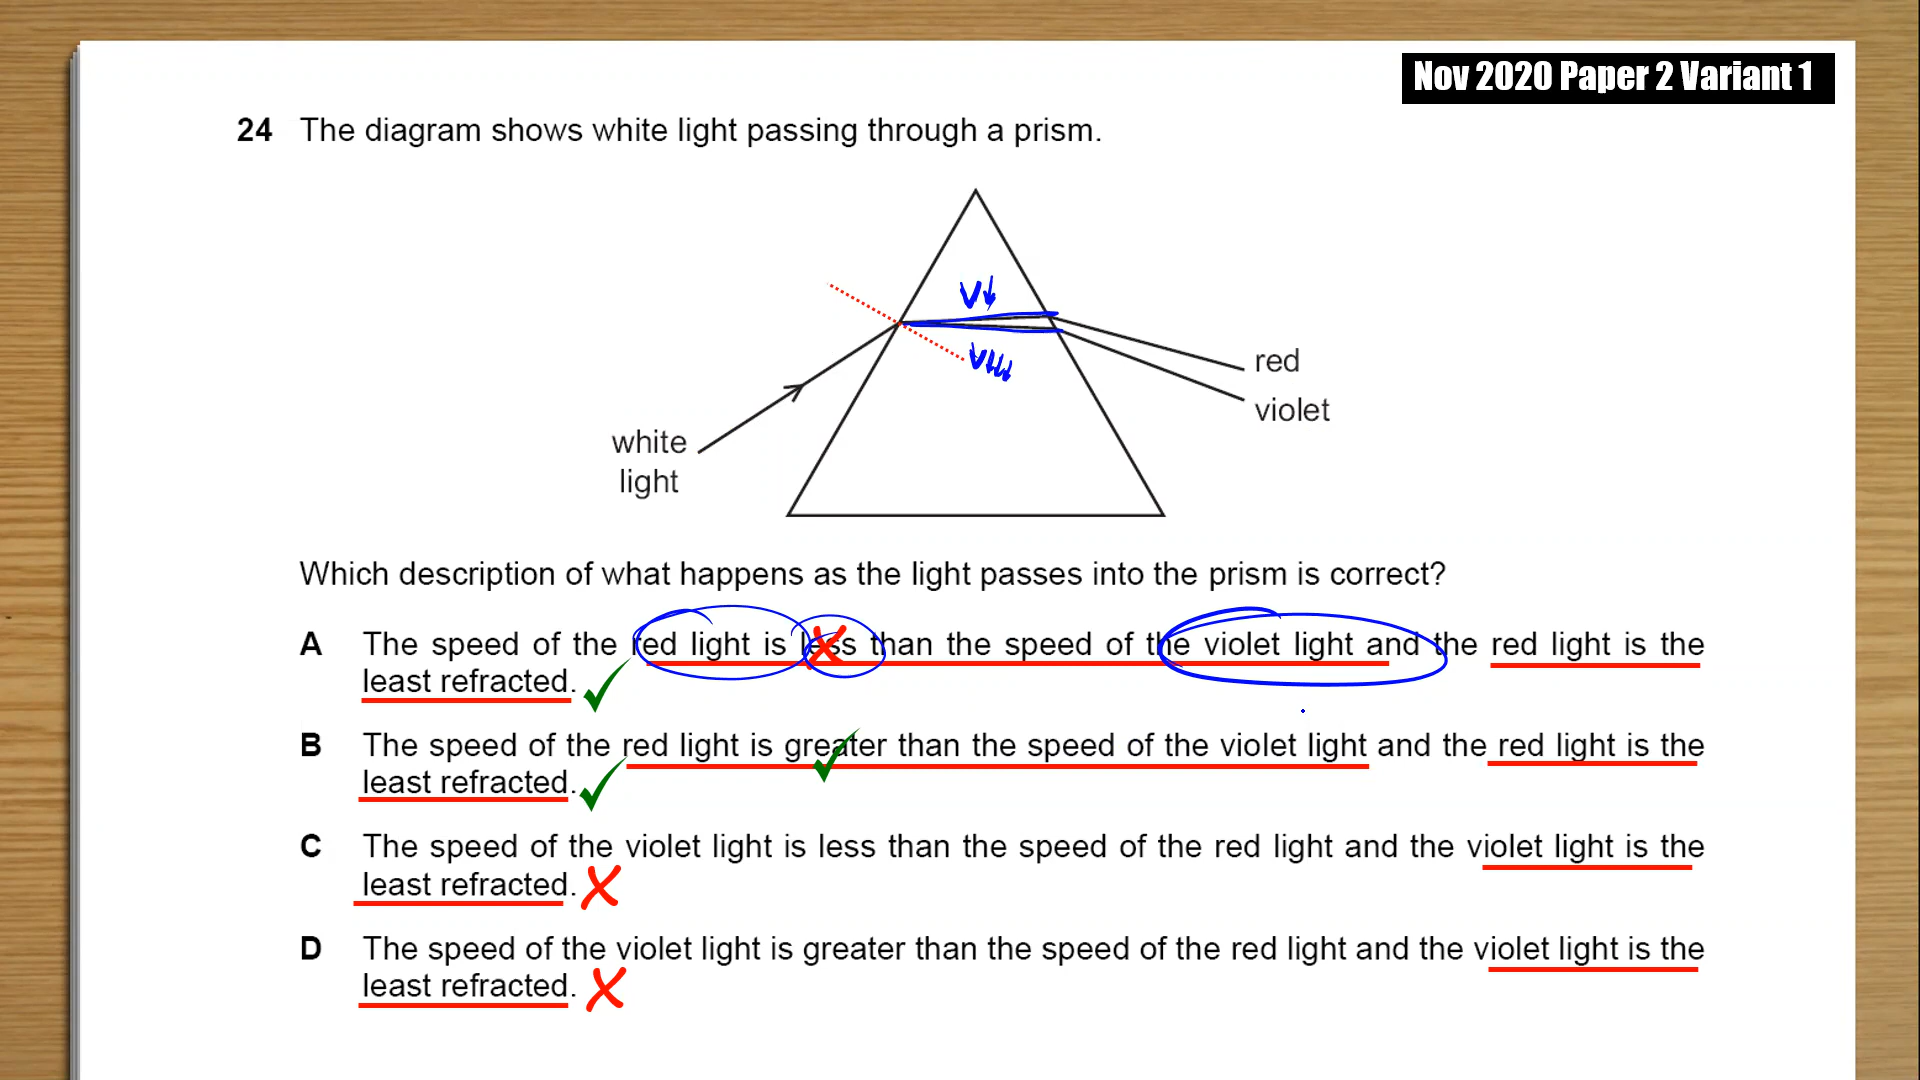 Nov 2020 Paper 2 Variant 1
24 The diagram shows white light passing through a prism.
V↓
V↓↓↓
red
violet
white
light
Which description of what happens as the light passes into the prism is correct?
A The speed of the red light is less than the speed of the violet light and the red light is the
least refracted.
B The speed of the red light is greater than the speed of the violet light and the red light is the
least refracted.
C The speed of the violet light is less than the speed of the red light and the violet light is the
least refracted.
D The speed of the violet light is greater than the speed of the red light and the violet light is the
least refracted.